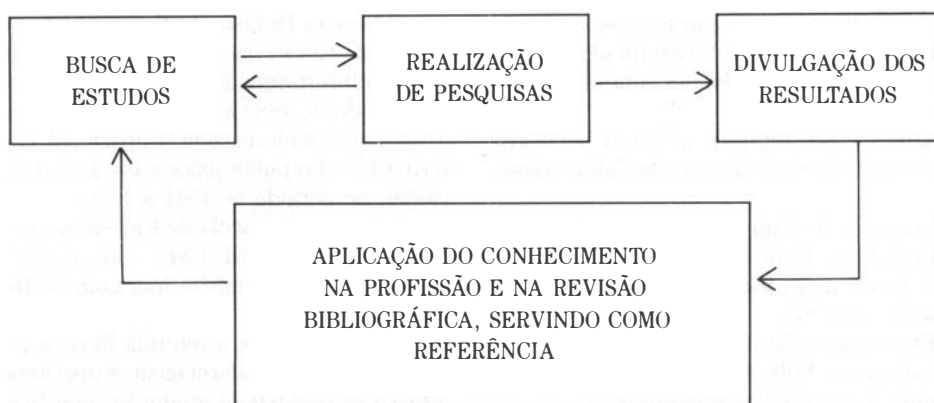 BUSCA DE
ESTUDOS
REALIZAÇÃO
DE PESQUISAS
DIVULGAÇÃO DOS
RESULTADOS
APLICAÇÃO DO CONHECIMENTO
NA PROFISSÃO E NA REVISÃO
BIBLIOGRÁFICA, SERVINDO COMO
REFERÊNCIA